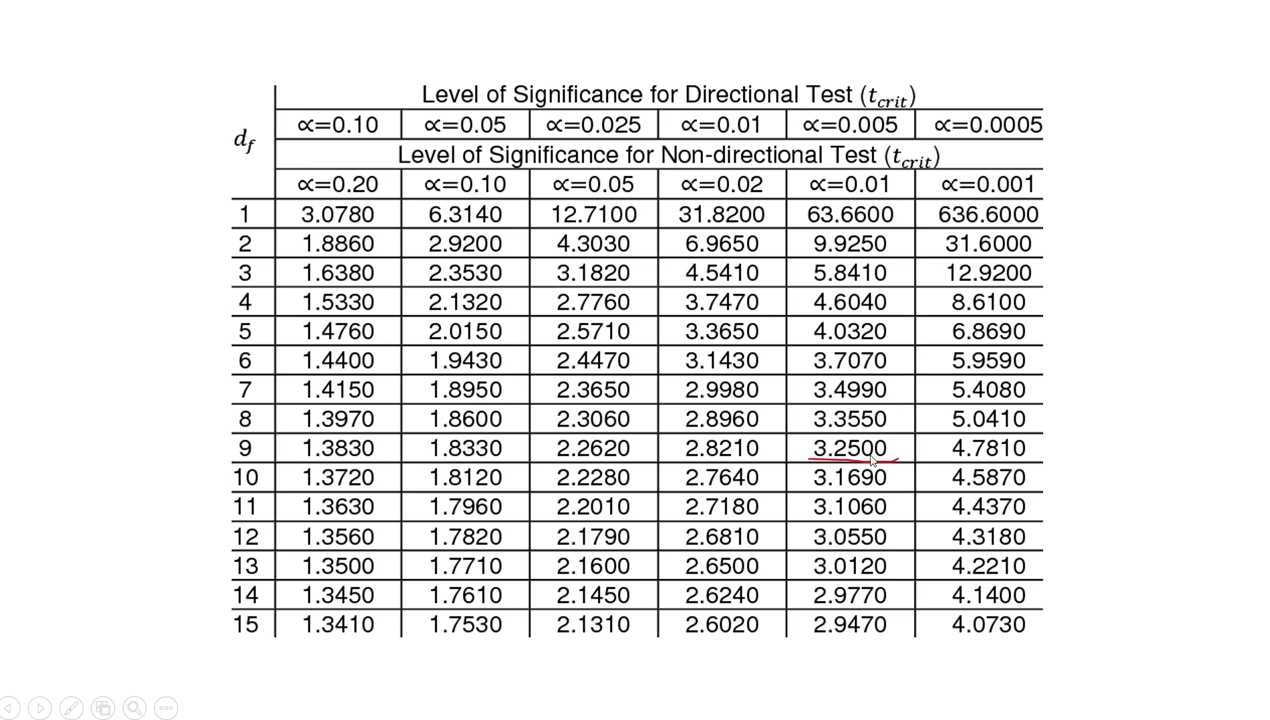 Level of Significance for Directional Test (t_crit)
d_f
∝=0.10 ∝=0.05 ∝=0.025 ∝=0.01 ∝=0.005 ∝=0.0005
Level of Significance for Non-directional Test (t_crit)
∝=0.20 ∝=0.10 ∝=0.05 ∝=0.02 ∝=0.01 ∝=0.001
1 3.0780 6.3140 12.7100 31.8200 63.6600 636.6000
2 1.8860 2.9200 4.3030 6.9650 9.9250 31.6000
3 1.6380 2.3530 3.1820 4.5410 5.8410 12.9200
4 1.5330 2.1320 2.7760 3.7470 4.6040 8.6100
5 1.4760 2.0150 2.5710 3.3650 4.0320 6.8690
6 1.4400 1.9430 2.4470 3.1430 3.7070 5.9590
7 1.4150 1.8950 2.3650 2.9980 3.4990 5.4080
8 1.3970 1.8600 2.3060 2.8960 3.3550 5.0410
9 1.3830 1.8330 2.2620 2.8210 3.2500 4.7810
10 1.3720 1.8120 2.2280 2.7640 3.1690 4.5870
11 1.3630 1.7960 2.2010 2.7180 3.1060 4.4370
12 1.3560 1.7820 2.1790 2.6810 3.0550 4.3180
13 1.3500 1.7710 2.1600 2.6500 3.0120 4.2210
14 1.3450 1.7610 2.1450 2.6240 2.9770 4.1400
15 1.3410 1.7530 2.1310 2.6020 2.9470 4.0730